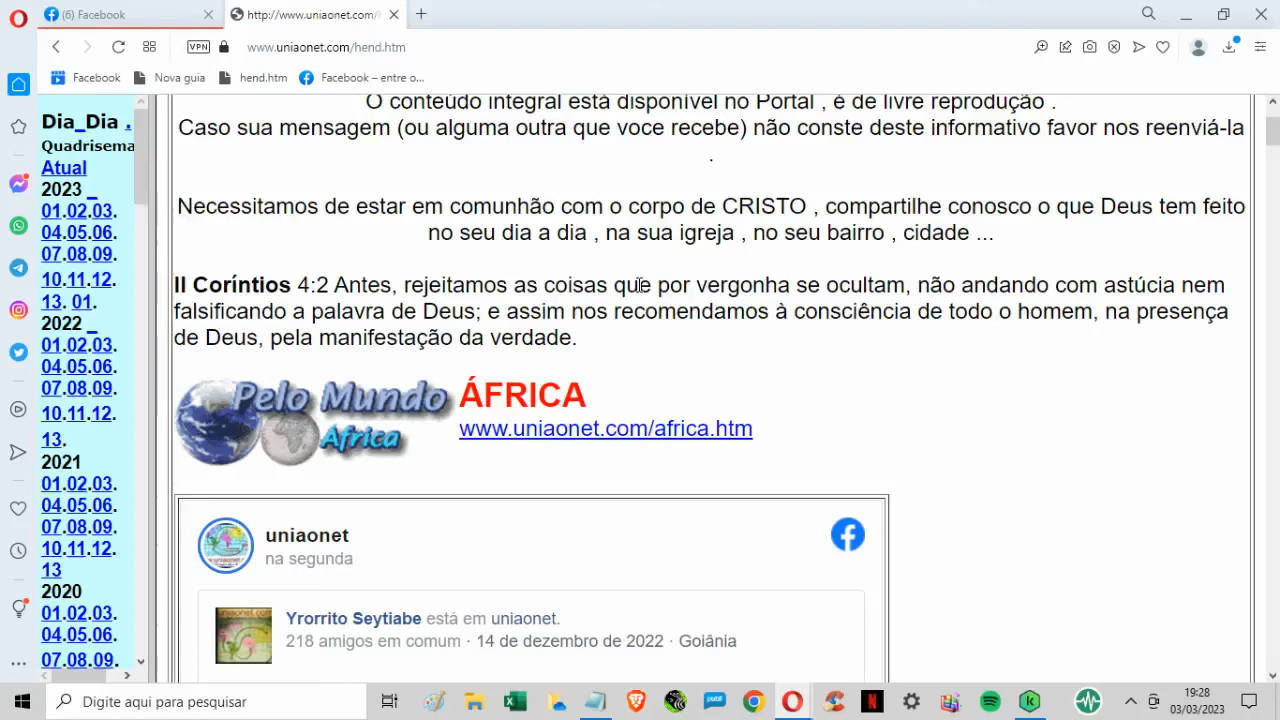 (6) Facebook
http://www.uniaonet.com/
VPN
www.uniaonet.com/hend.htm
Facebook
Nova guia
hend.htm
Facebook – entre o...
Dia_Dia .
Quadrisema
Atual
2023 _
01.02.03.
04.05.06.
07.08.09.
10.11.12.
13. 01.
2022 _
01.02.03.
04.05.06.
07.08.09.
10.11.12.
13.
2021
01.02.03.
04.05.06.
07.08.09.
10.11.12.
13
2020
01.02.03.
04.05.06.
07.08.09.
O conteúdo integral está disponível no Portal , é de livre reprodução .
Caso sua mensagem (ou alguma outra que voce recebe) não conste deste informativo favor nos reenviá-la
.
Necessitamos de estar em comunhão com o corpo de CRISTO , compartilhe conosco o que Deus tem feito
no seu dia a dia , na sua igreja , no seu bairro , cidade ...
II Coríntios 4:2 Antes, rejeitamos as coisas que por vergonha se ocultam, não andando com astúcia nem
falsificando a palavra de Deus; e assim nos recomendamos à consciência de todo o homem, na presença
de Deus, pela manifestação da verdade.
Pelo Mundo
África
ÁFRICA
www.uniaonet.com/africa.htm
uniaonet
na segunda
Yrorrito Seytiabe está em uniaonet.
218 amigos em comum · 14 de dezembro de 2022 · Goiânia
Digite aqui para pesquisar
19:28
03/03/2023